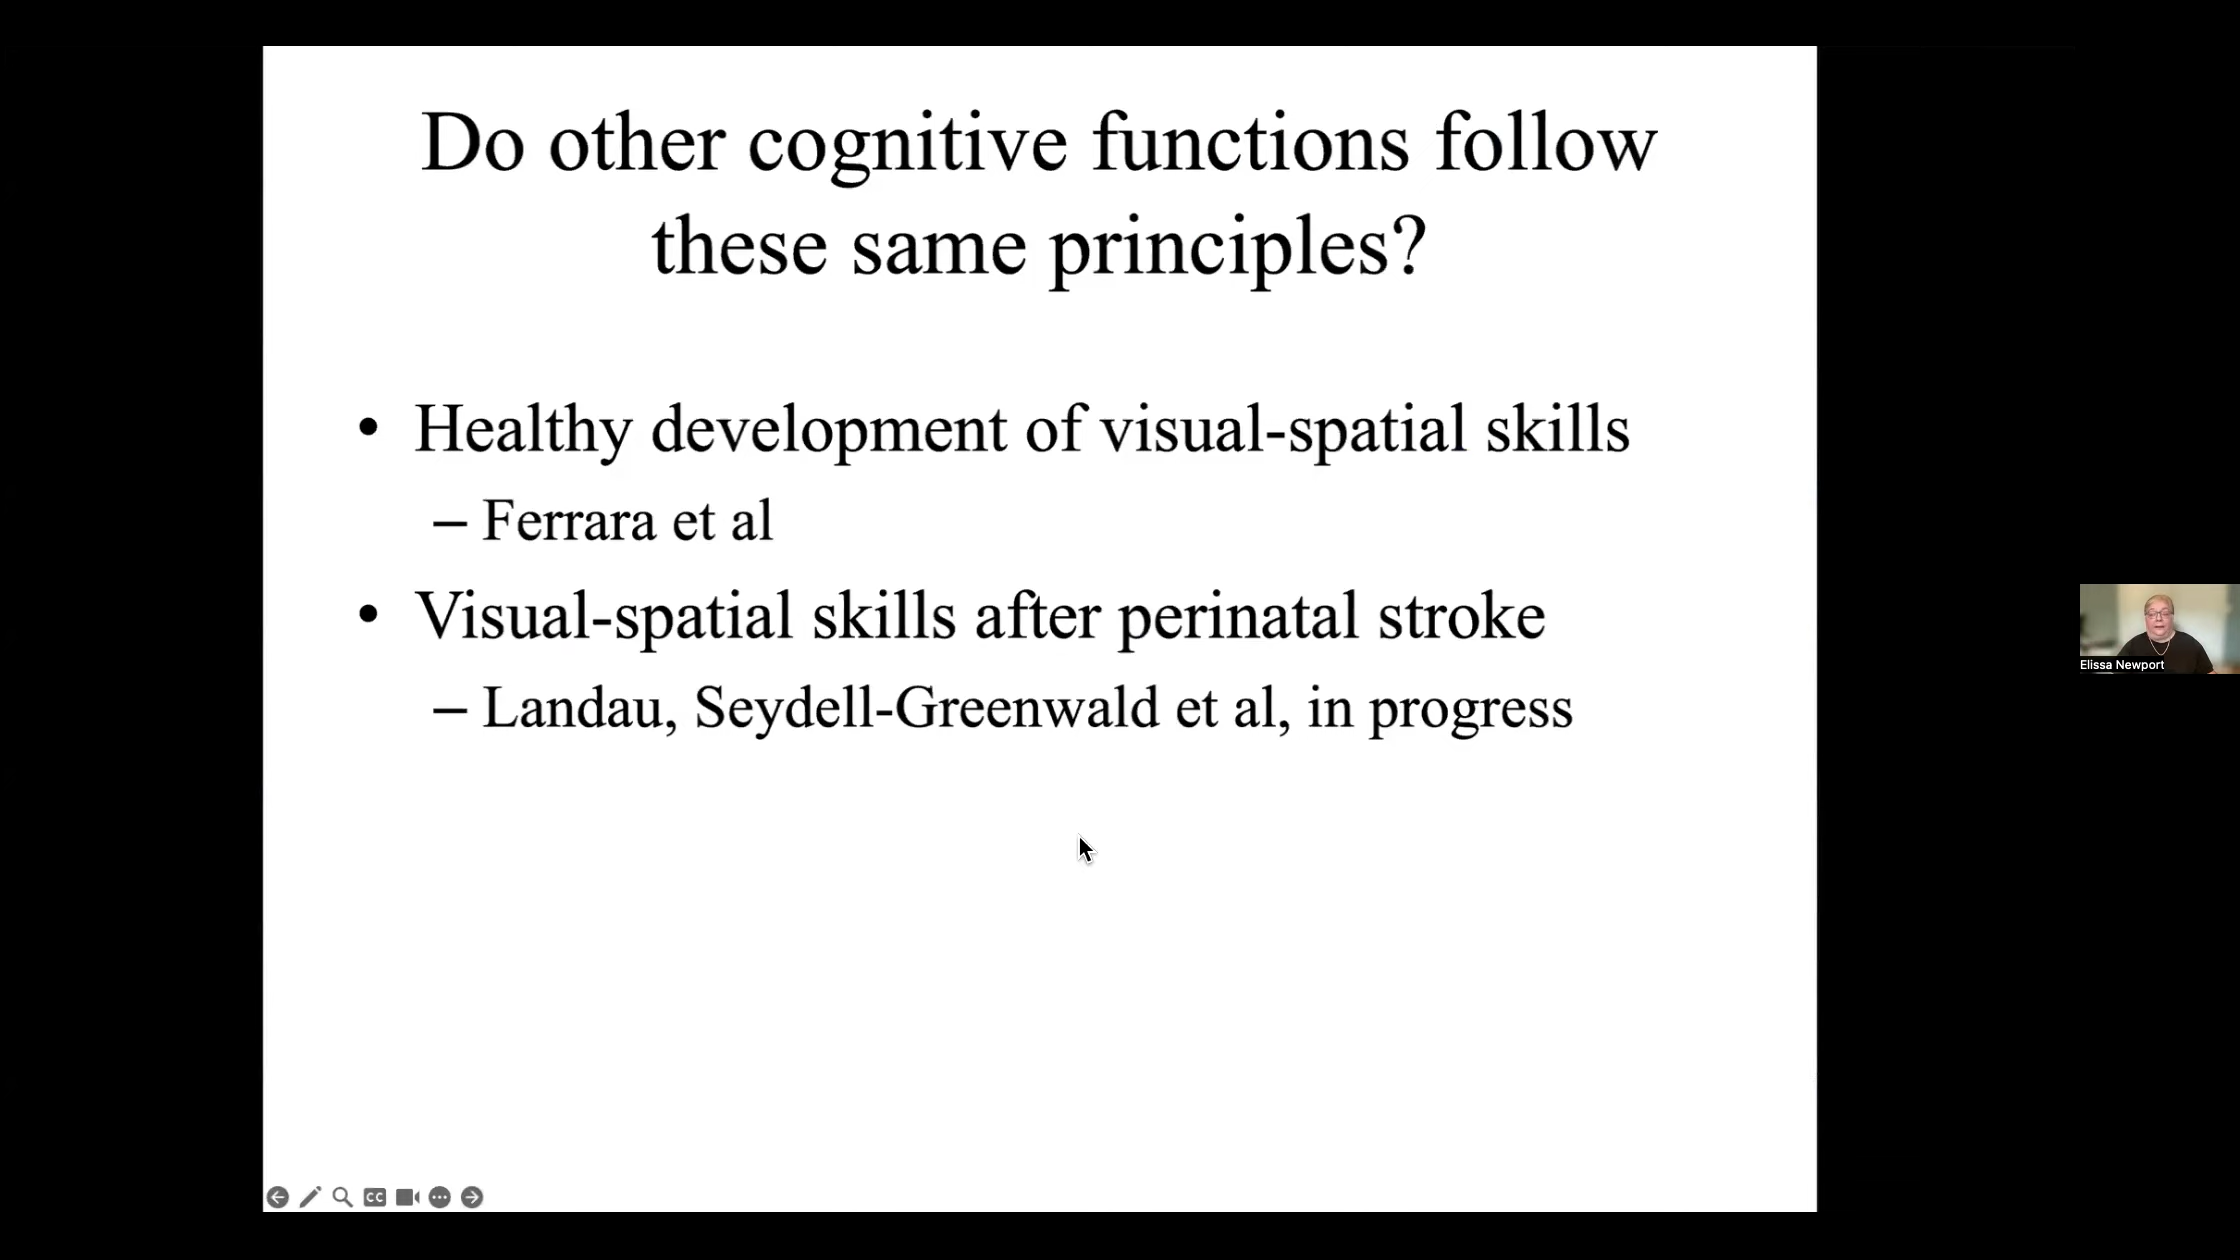 Do other cognitive functions follow
these same principles?
• Healthy development of visual-spatial skills
– Ferrara et al
• Visual-spatial skills after perinatal stroke
– Landau, Seydell-Greenwald et al, in progress
Elissa Newport
CC